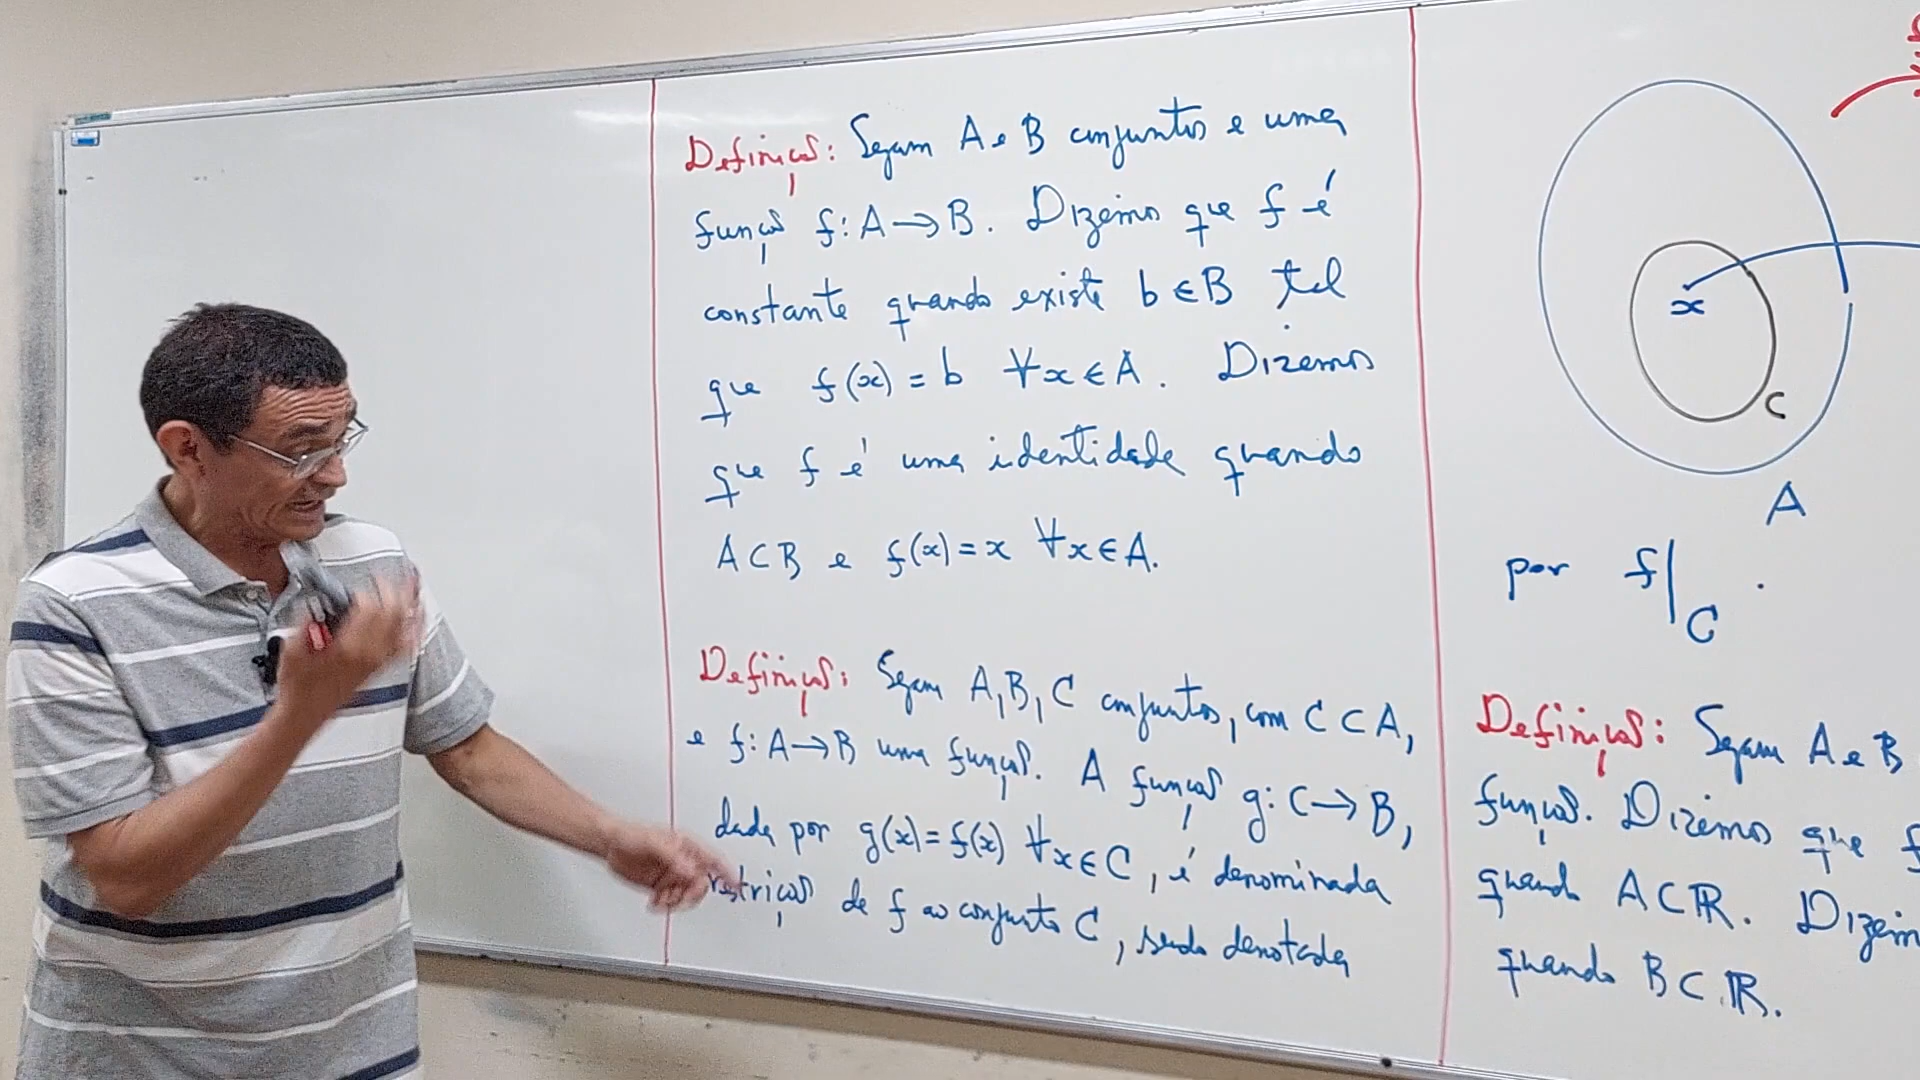 Definição: Sejam A e B conjuntos e uma
função f: A → B. Dizemos que f é
constante quando existe b ∈ B tal
que f(x) = b ∀x ∈ A. Dizemos
que f é uma identidade quando
A ⊂ B e f(x) = x ∀x ∈ A.
Definição: Sejam A, B, C conjuntos, com C ⊂ A,
e f: A → B uma função. A função g: C → B,
dada por g(x) = f(x) ∀x ∈ C, é denominada
restrição de f ao conjunto C, sendo denotada
x
C
A
por f|C .
Definição: Sejam A e B
função. Dizemos que f
quando A ⊂ ℝ. Dizem
quando B ⊂ ℝ.